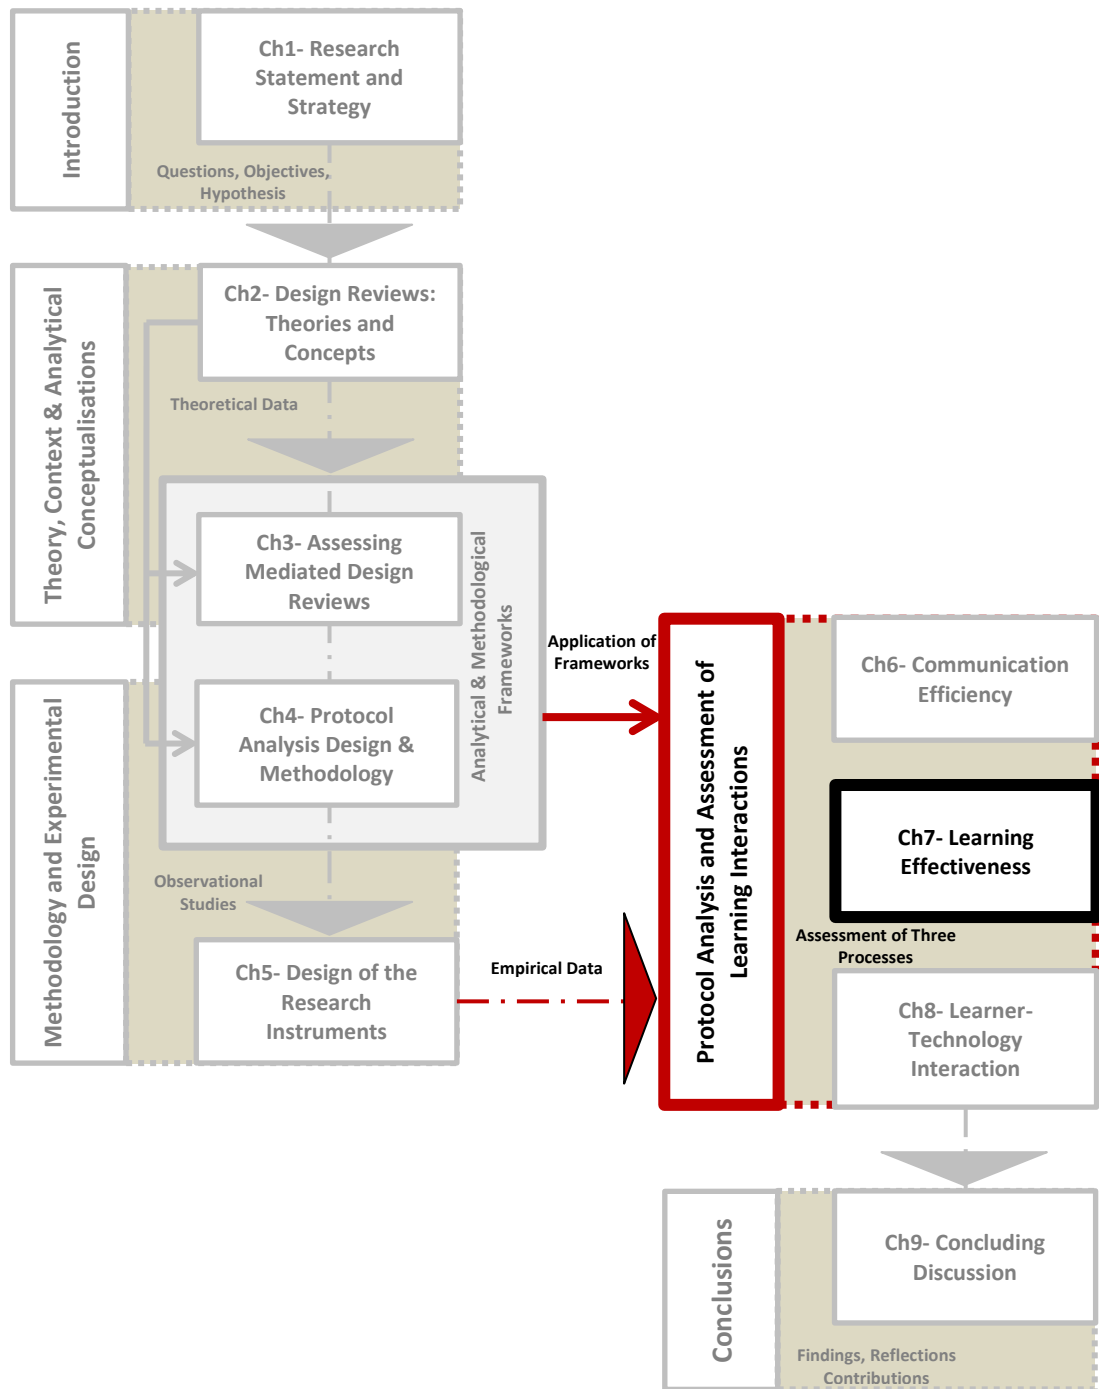 Introduction
Ch1- Research
Statement and
Strategy
Questions, Objectives,
Hypothesis
Theory, Context & Analytical
Conceptualisations
Ch2- Design Reviews:
Theories and
Concepts
Theoretical Data
Ch3- Assessing
Mediated Design
Reviews
Analytical & Methodological
Frameworks
Ch4- Protocol
Analysis Design &
Methodology
Methodology and Experimental
Design
Observational
Studies
Ch5- Design of the
Research
Instruments
Application of
Frameworks
Empirical Data
Protocol Analysis and Assessment of
Learning Interactions
Ch6- Communication
Efficiency
Ch7- Learning
Effectiveness
Assessment of Three
Processes
Ch8- Learner-
Technology
Interaction
Conclusions
Ch9- Concluding
Discussion
Findings, Reflections
Contributions